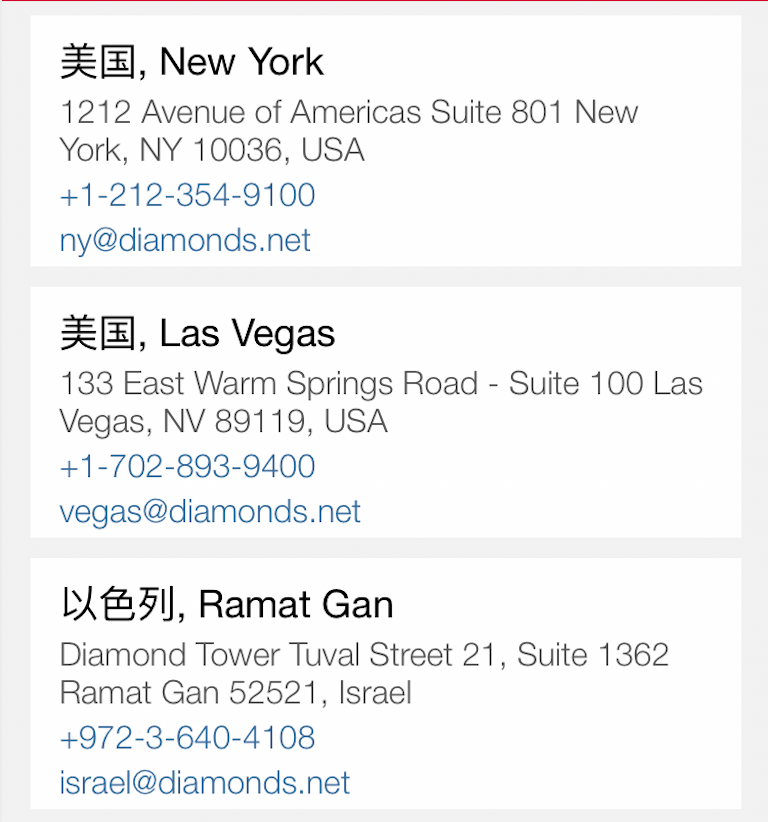 美国, New York
1212 Avenue of Americas Suite 801 New
York, NY 10036, USA
+1-212-354-9100
ny@diamonds.net
美国, Las Vegas
133 East Warm Springs Road - Suite 100 Las
Vegas, NV 89119, USA
+1-702-893-9400
vegas@diamonds.net
以色列, Ramat Gan
Diamond Tower Tuval Street 21, Suite 1362
Ramat Gan 52521, Israel
+972-3-640-4108
israel@diamonds.net